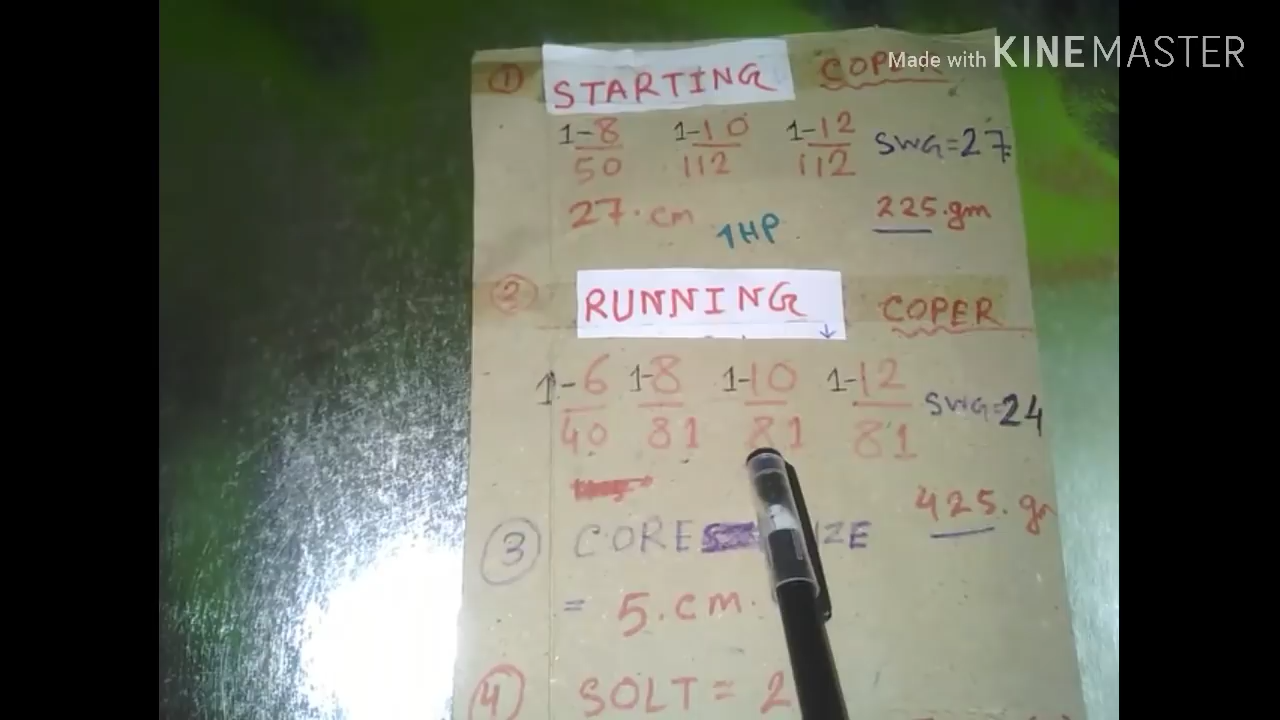 Made with KINEMASTER
① STARTING COPER
1-8 1-10 1-12
50 112 112 SWG=27
27.cm 1HP 225.gm
② RUNNING COPER
1-6 1-8 1-10 1-12
40 81 81 81 SWG=24
425.g
③ CORE IZE
= 5.cm.
④ SOLT = 2